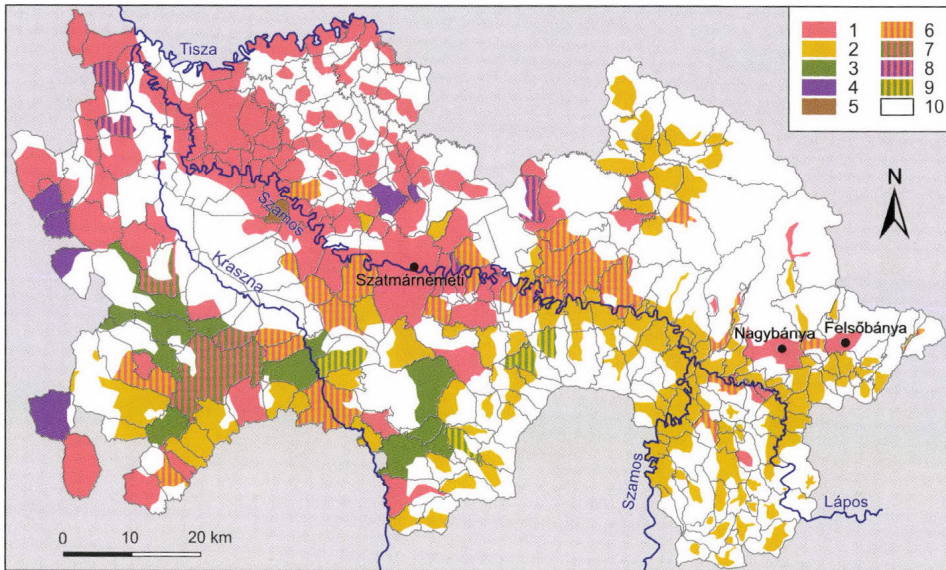 Tisza
1 6
2 7
3 8
4 9
5 10
N
Szamos
Kraszna
Szatmárnémeti
Nagybánya
Felsőbánya
Szamos
Lápos
0 10 20 km